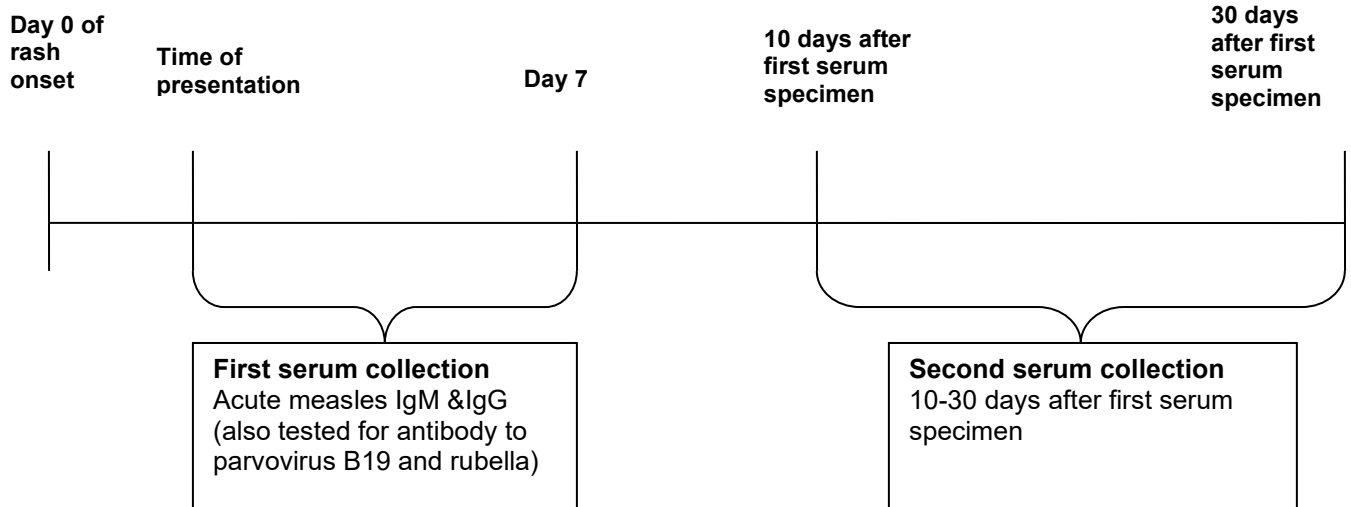 Day 0 of
rash
onset
Time of
presentation
Day 7
10 days after
first serum
specimen
30 days
after first
serum
specimen
First serum collection
Acute measles IgM &IgG
(also tested for antibody to
parvovirus B19 and rubella)
Second serum collection
10-30 days after first serum
specimen